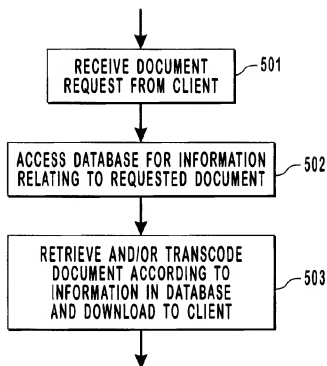 RECEIVE DOCUMENT
REQUEST FROM CLIENT
501
ACCESS DATABASE FOR INFORMATION
RELATING TO REQUESTED DOCUMENT
502
RETRIEVE AND/OR TRANSCODE
DOCUMENT ACCORDING TO
INFORMATION IN DATABASE
AND DOWNLOAD TO CLIENT
503